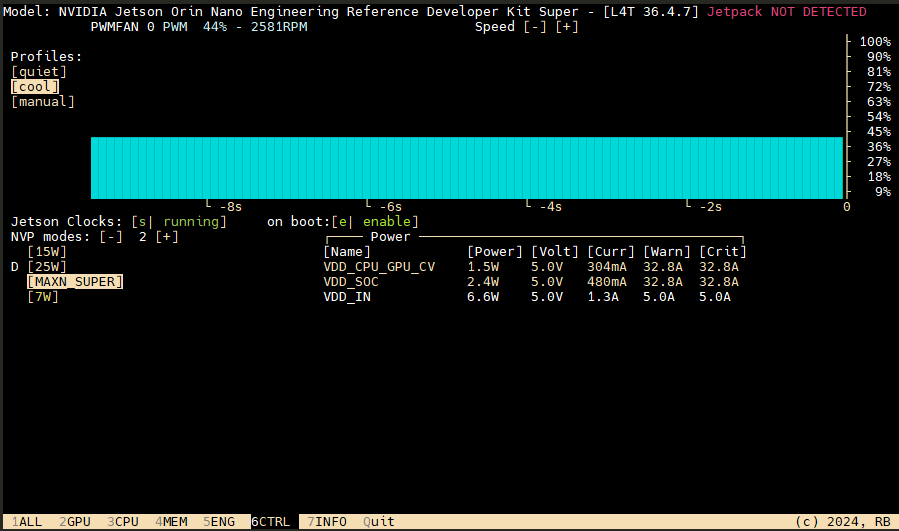 Model: NVIDIA Jetson Orin Nano Engineering Reference Developer Kit Super - [L4T 36.4.7] Jetpack NOT DETECTED
PWMFAN 0 PWM 44% - 2581RPM Speed [-] [+]
100%
Profiles: 90%
[quiet] 81%
[cool] 72%
[manual] 63%
54%
45%
36%
27%
18%
9%
-8s -6s -4s -2s 0
Jetson Clocks: [s| running] on boot:[e| enable]
NVP modes: [-] 2 [+] Power
[15W] [Name] [Power] [Volt] [Curr] [Warn] [Crit]
D [25W] VDD_CPU_GPU_CV 1.5W 5.0V 304mA 32.8A 32.8A
[MAXN_SUPER] VDD_SOC 2.4W 5.0V 480mA 32.8A 32.8A
[7W] VDD_IN 6.6W 5.0V 1.3A 5.0A 5.0A
1ALL 2GPU 3CPU 4MEM 5ENG 6CTRL 7INFO Quit (c) 2024, RB